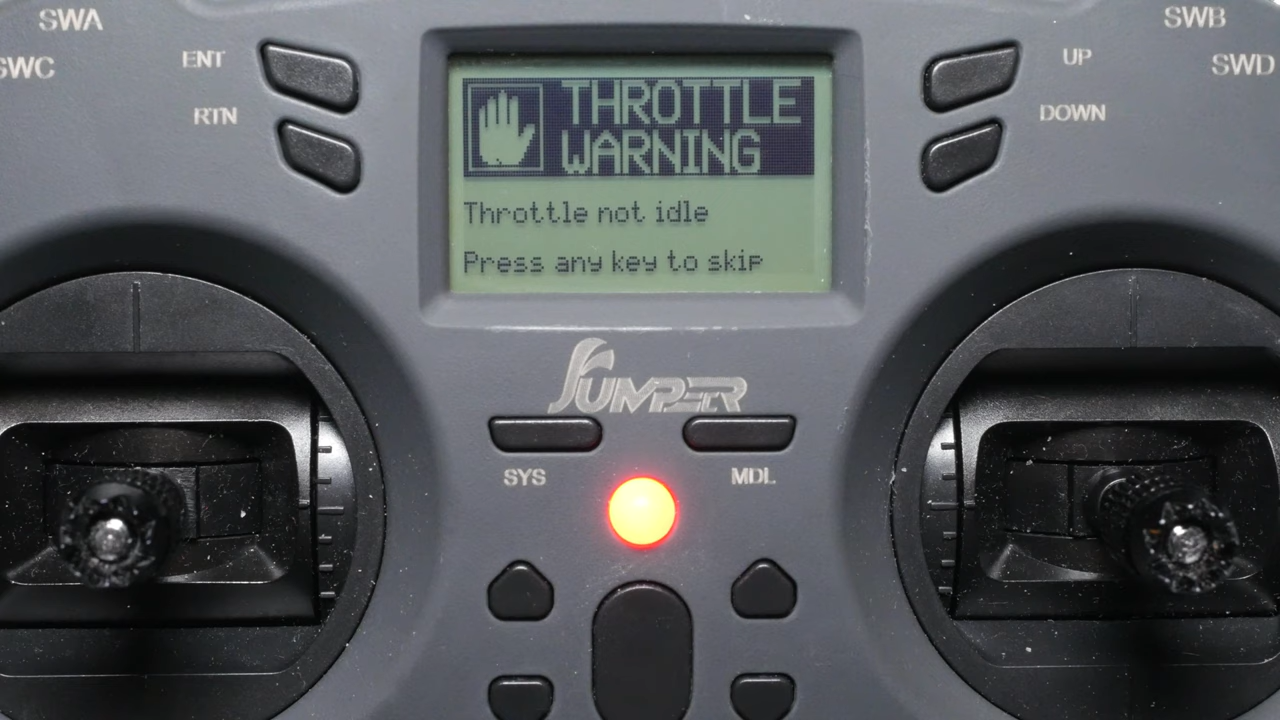 SWA
SWB
SWC
SWD
ENT
UP
RTN
DOWN
THROTTLE
WARNING
Throttle not idle
Press any key to skip
JUMPER
SYS
MDL